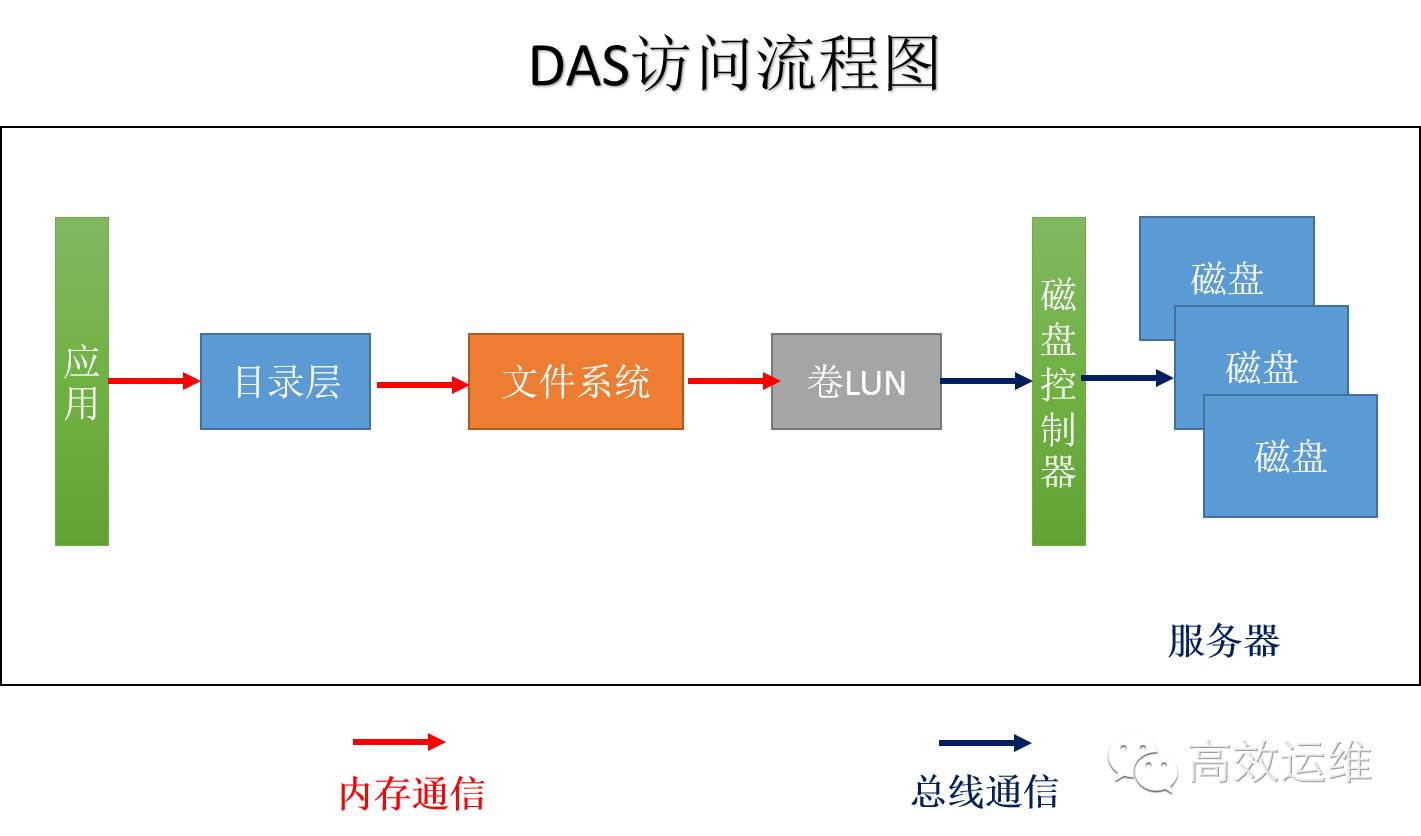 DAS访问流程图
应用
目录层
文件系统
卷LUN
磁盘控制器
磁盘
磁盘
磁盘
服务器
内存通信
总线通信
高效运维